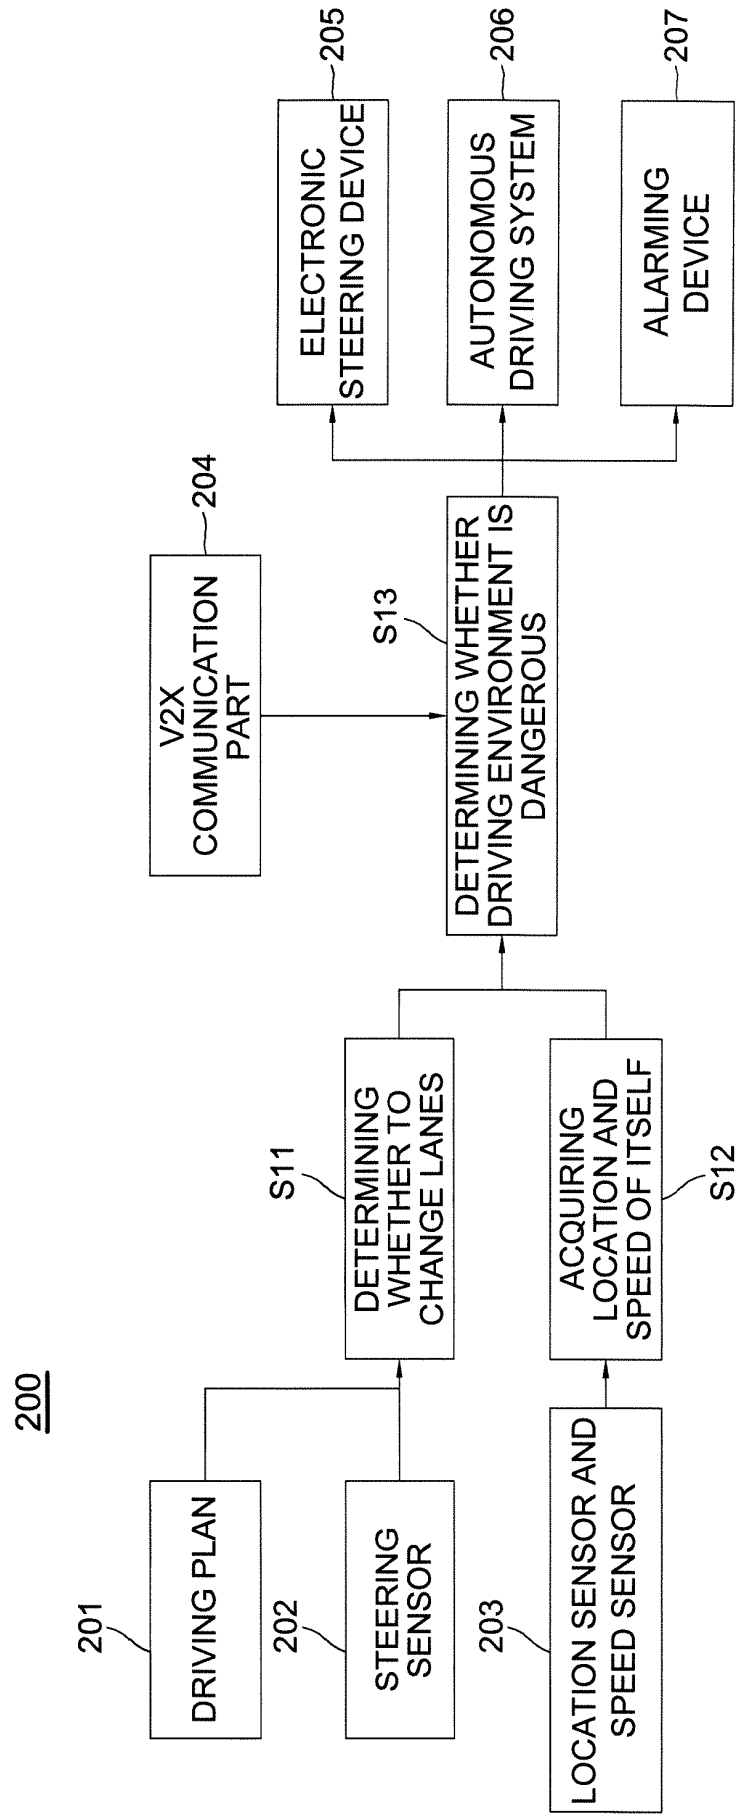 200
201
DRIVING PLAN
202
STEERING
SENSOR
203
LOCATION SENSOR AND
SPEED SENSOR
S11
DETERMINING
WHETHER TO
CHANGE LANES
ACQUIRING
LOCATION AND
SPEED OF ITSELF
S12
V2X
COMMUNICATION
PART
204
S13
DETERMINING WHETHER
DRIVING ENVIRONMENT IS
DANGEROUS
ELECTRONIC
STEERING DEVICE
205
AUTONOMOUS
DRIVING SYSTEM
206
ALARMING
DEVICE
207